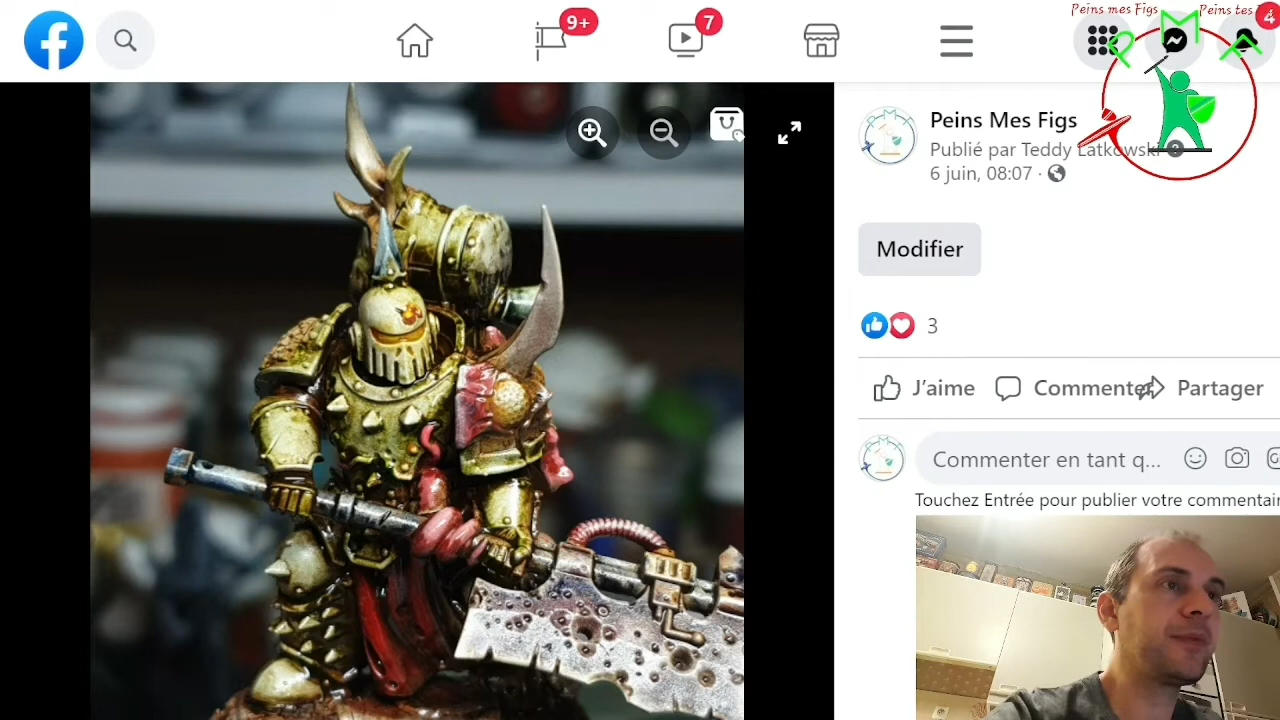 9+
7
4
Peins mes Figs
Peins tes
PMF
Peins Mes Figs
Publié par Teddy Latkowski
6 juin, 08:07 ·
Modifier
3
J'aime
Commenter
Partager
Commenter en tant q...
Touchez Entrée pour publier votre commentair